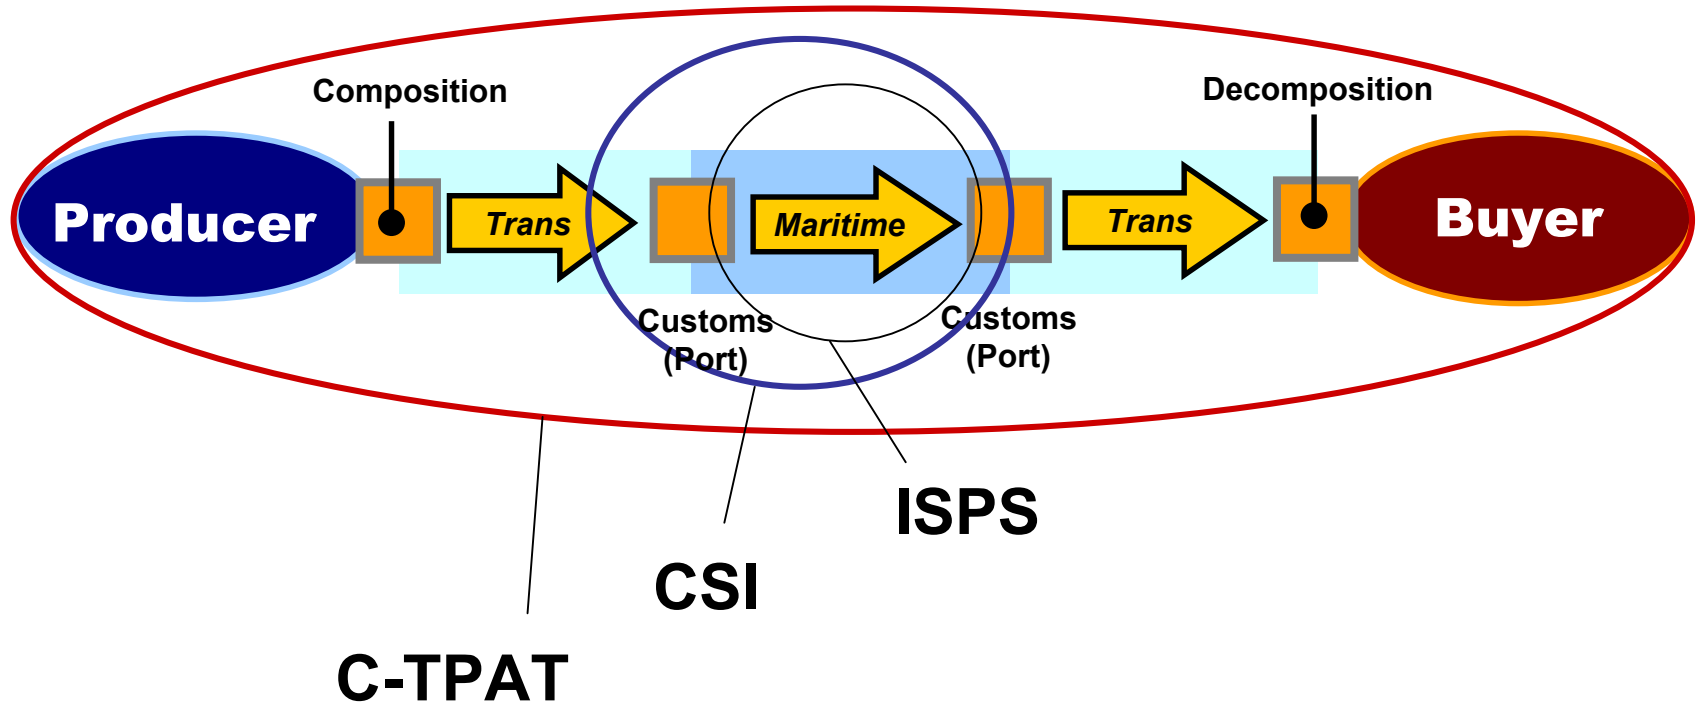 Composition
Decomposition
Producer
Trans
Maritime
Trans
Buyer
Customs
(Port)
Customs
(Port)
ISPS
CSI
C-TPAT